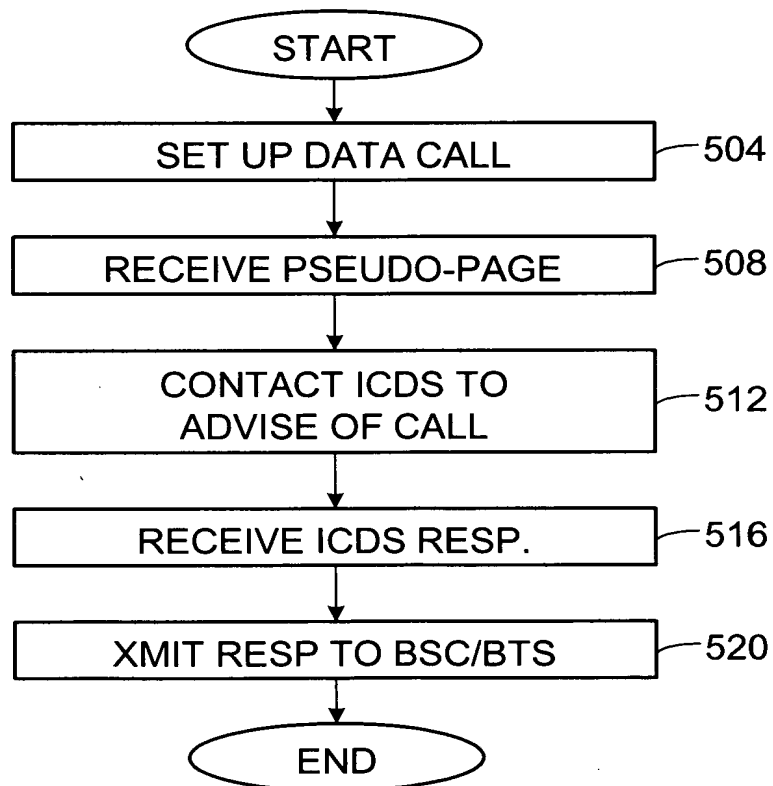 START
SET UP DATA CALL
504
RECEIVE PSEUDO-PAGE
508
CONTACT ICDS TO
ADVISE OF CALL
512
RECEIVE ICDS RESP.
516
XMIT RESP TO BSC/BTS
520
END